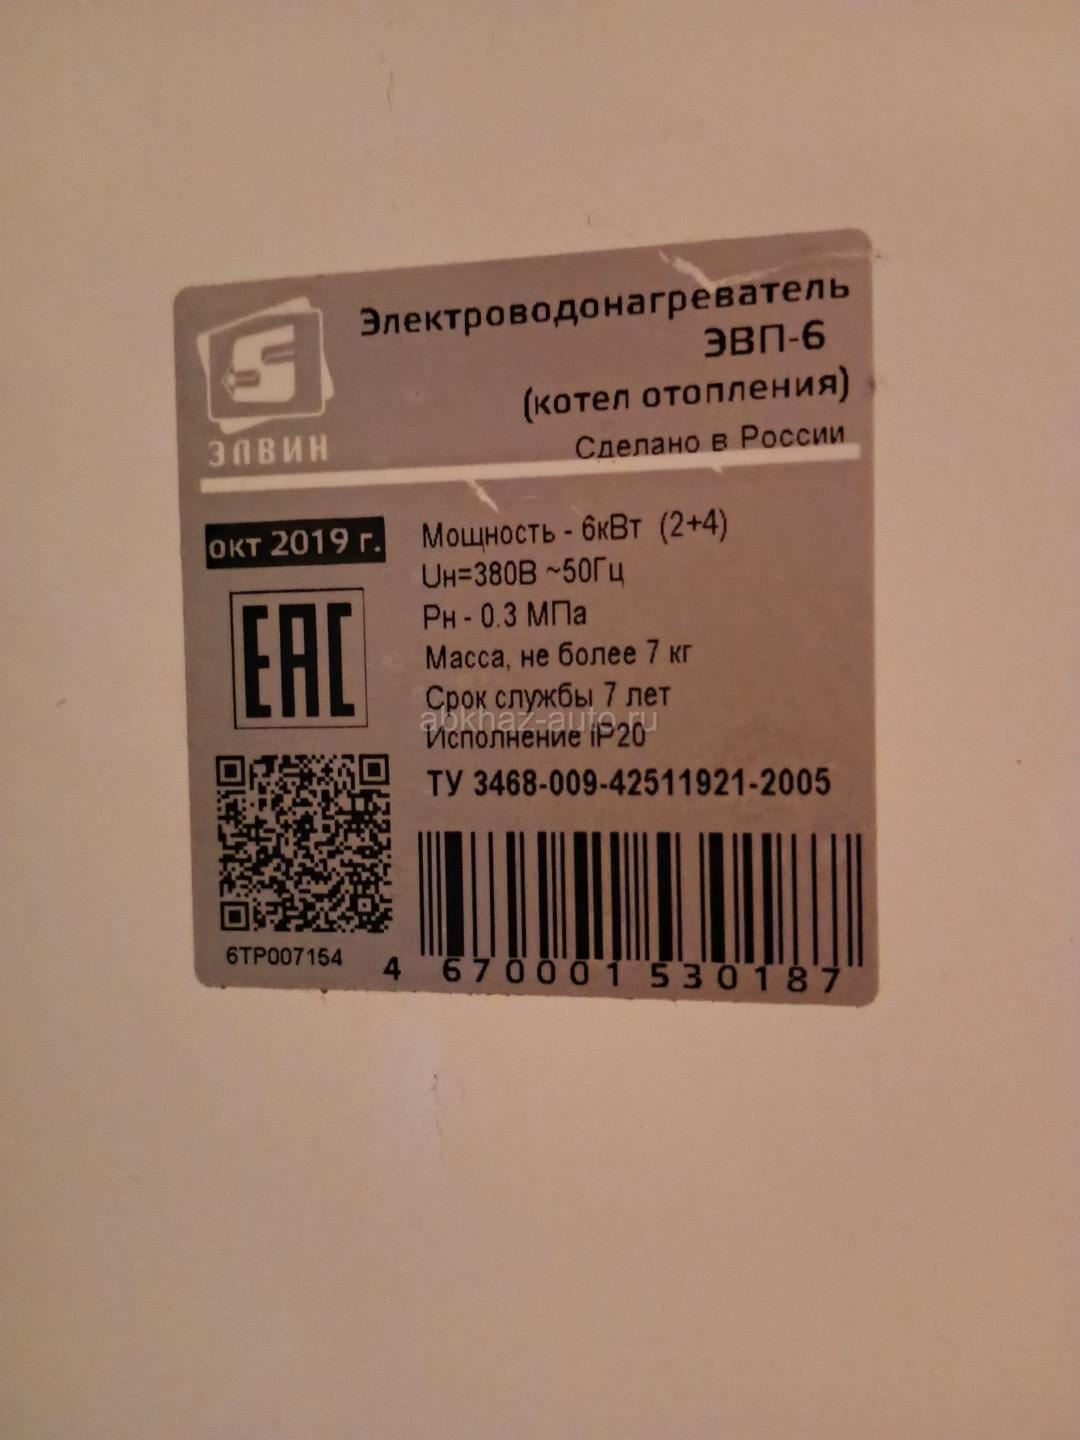 Электроводонагреватель
ЭВП-6
(котел отопления)
Сделано в России
ЭЛВИН
окт 2019 г.
EAC
Мощность - 6кВт (2+4)
Uн=380В ~50Гц
Рн - 0.3 МПа
Масса, не более 7 кг
Срок службы 7 лет
abkhaz-auto.ru
Исполнение iP20
ТУ 3468-009-42511921-2005
6TP007154
4 670001 530187